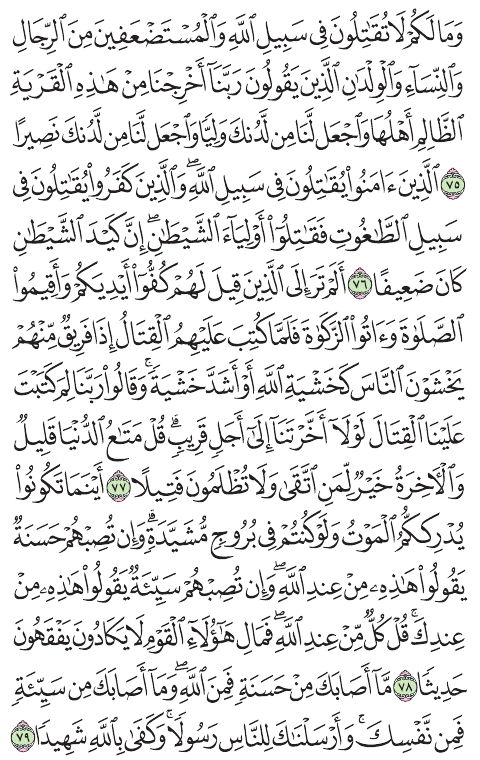 وَمَا لَكُمۡ لَا تُقَٰتِلُونَ فِي سَبِيلِ ٱللَّهِ وَٱلۡمُسۡتَضۡعَفِينَ مِنَ ٱلرِّجَالِ
وَٱلنِّسَآءِ وَٱلۡوِلۡدَٰنِ ٱلَّذِينَ يَقُولُونَ رَبَّنَآ أَخۡرِجۡنَا مِنۡ هَٰذِهِ ٱلۡقَرۡيَةِ
ٱلظَّالِمِ أَهۡلُهَا وَٱجۡعَل لَّنَا مِن لَّدُنكَ وَلِيّٗا وَٱجۡعَل لَّنَا مِن لَّدُنكَ نَصِيرًا
٧٥ ٱلَّذِينَ ءَامَنُواْ يُقَٰتِلُونَ فِي سَبِيلِ ٱللَّهِۖ وَٱلَّذِينَ كَفَرُواْ يُقَٰتِلُونَ فِي
سَبِيلِ ٱلطَّٰغُوتِ فَقَٰتِلُوٓاْ أَوۡلِيَآءَ ٱلشَّيۡطَٰنِۖ إِنَّ كَيۡدَ ٱلشَّيۡطَٰنِ
كَانَ ضَعِيفًا ٧٦ أَلَمۡ تَرَ إِلَى ٱلَّذِينَ قِيلَ لَهُمۡ كُفُّوٓاْ أَيۡدِيَكُمۡ وَأَقِيمُواْ
ٱلصَّلَوٰةَ وَءَاتُواْ ٱلزَّكَوٰةَ فَلَمَّا كُتِبَ عَلَيۡهِمُ ٱلۡقِتَالُ إِذَا فَرِيقٞ مِّنۡهُمۡ
يَخۡشَوۡنَ ٱلنَّاسَ كَخَشۡيَةِ ٱللَّهِ أَوۡ أَشَدَّ خَشۡيَةٗۚ وَقَالُواْ رَبَّنَا لِمَ كَتَبۡتَ
عَلَيۡنَا ٱلۡقِتَالَ لَوۡلَآ أَخَّرۡتَنَآ إِلَىٰٓ أَجَلٖ قَرِيبٖۗ قُلۡ مَتَٰعُ ٱلدُّنۡيَا قَلِيلٞ
وَٱلۡأٓخِرَةُ خَيۡرٞ لِّمَنِ ٱتَّقَىٰ وَلَا تُظۡلَمُونَ فَتِيلًا ٧٧ أَيۡنَمَا تَكُونُواْ
يُدۡرِككُّمُ ٱلۡمَوۡتُ وَلَوۡ كُنتُمۡ فِي بُرُوجٖ مُّشَيَّدَةٖۗ وَإِن تُصِبۡهُمۡ حَسَنَةٞ
يَقُولُواْ هَٰذِهِۦ مِنۡ عِندِ ٱللَّهِۖ وَإِن تُصِبۡهُمۡ سَيِّئَةٞ يَقُولُواْ هَٰذِهِۦ مِنۡ
عِندِكَۚ قُلۡ كُلّٞ مِّنۡ عِندِ ٱللَّهِۖ فَمَالِ هَٰٓؤُلَآءِ ٱلۡقَوۡمِ لَا يَكَادُونَ يَفۡقَهُونَ
حَدِيثٗا ٧٨ مَّآ أَصَابَكَ مِنۡ حَسَنَةٖ فَمِنَ ٱللَّهِۖ وَمَآ أَصَابَكَ مِن سَيِّئَةٖ
فَمِن نَّفۡسِكَۚ وَأَرۡسَلۡنَٰكَ لِلنَّاسِ رَسُولٗاۚ وَكَفَىٰ بِٱللَّهِ شَهِيدٗا ٧٩